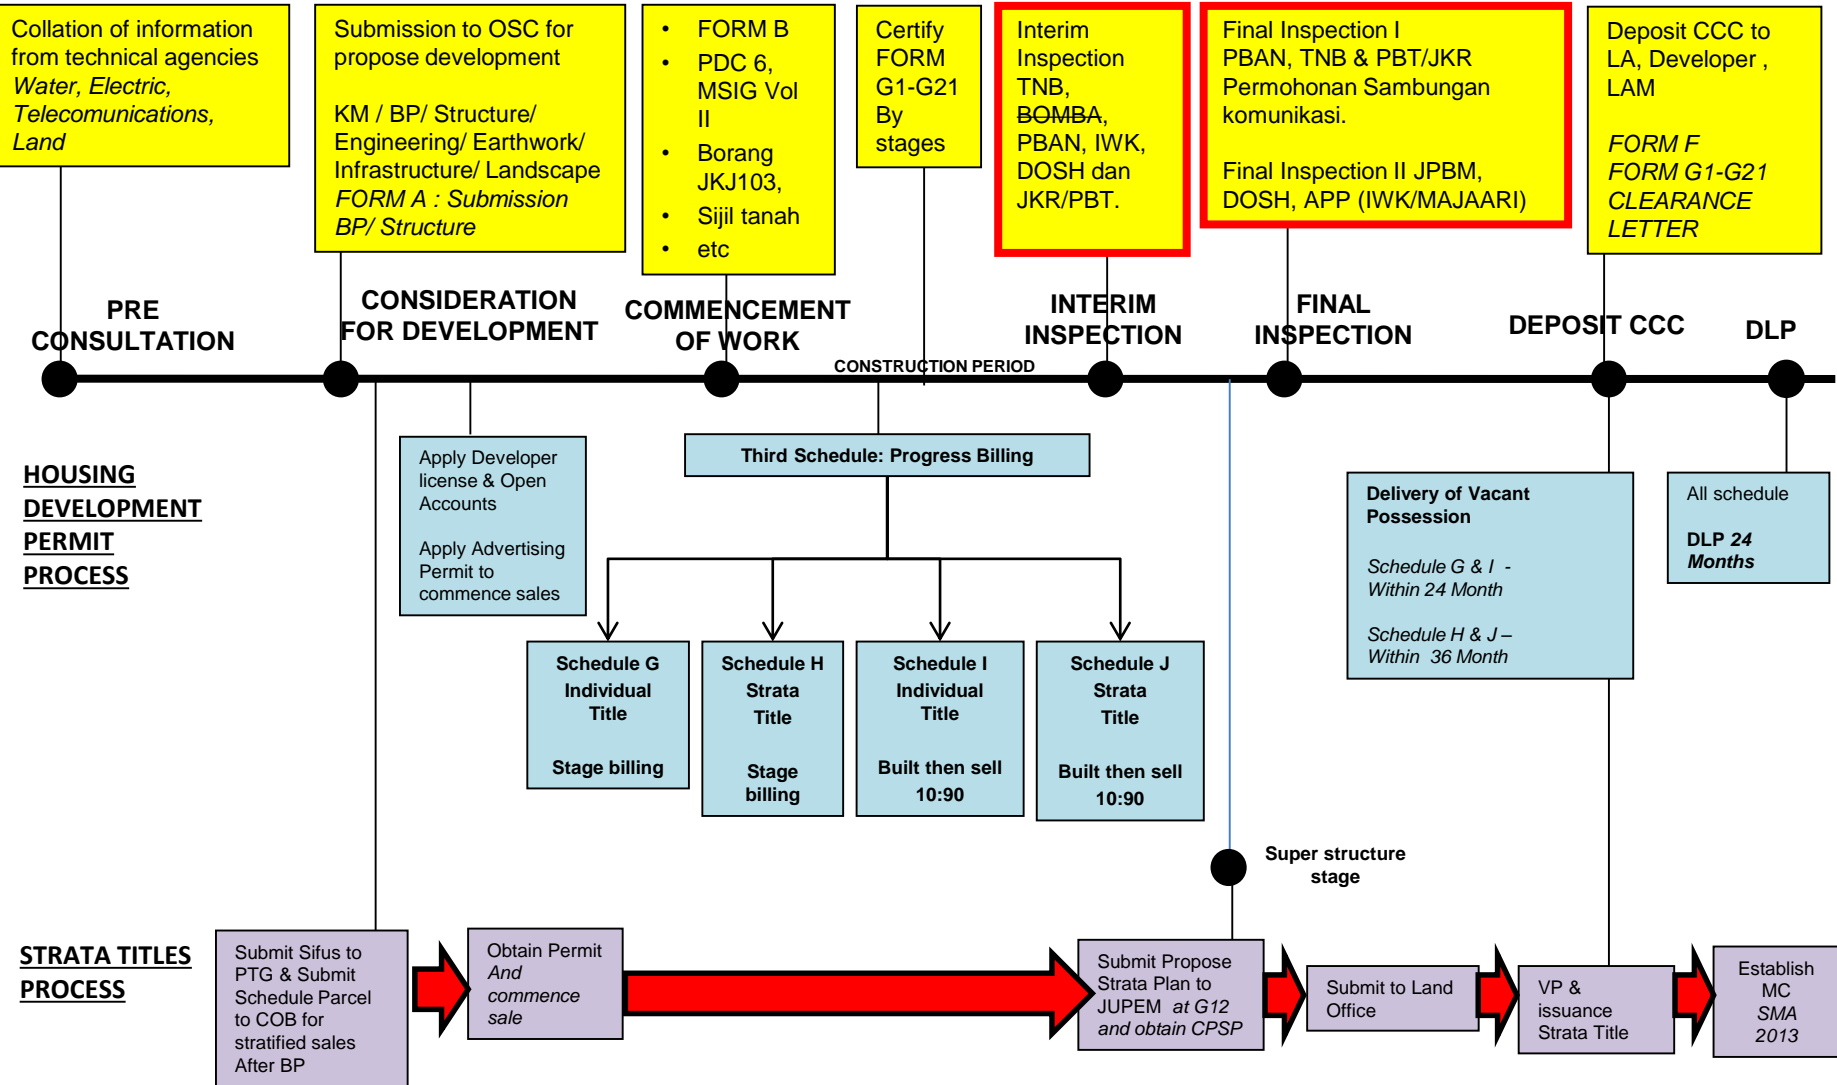 Collation of information
from technical agencies
Water, Electric,
Telecomunications,
Land
Submission to OSC for
propose development
KM / BP/ Structure/
Engineering/ Earthwork/
Infrastructure/ Landscape
FORM A : Submission
BP/ Structure
• FORM B
• PDC 6,
MSIG Vol
II
• Borang
JKJ103,
• Sijil tanah
• etc
Certify
FORM
G1-G21
By
stages
Interim
Inspection
TNB,
BOMBA,
PBAN, IWK,
DOSH dan
JKR/PBT.
Final Inspection I
PBAN, TNB & PBT/JKR
Permohonan Sambungan
komunikasi.
Final Inspection II JPBM,
DOSH, APP (IWK/MAJAARI)
Deposit CCC to
LA, Developer ,
LAM
FORM F
FORM G1-G21
CLEARANCE
LETTER
PRE
CONSULTATION
CONSIDERATION
FOR DEVELOPMENT
COMMENCEMENT
OF WORK
CONSTRUCTION PERIOD
INTERIM
INSPECTION
FINAL
INSPECTION
DEPOSIT CCC
DLP
HOUSING
DEVELOPMENT
PERMIT
PROCESS
Apply Developer
license & Open
Accounts
Apply Advertising
Permit to
commence sales
Third Schedule: Progress Billing
Schedule G
Individual
Title
Stage billing
Schedule H
Strata
Title
Stage
billing
Schedule I
Individual
Title
Built then sell
10:90
Schedule J
Strata
Title
Built then sell
10:90
Delivery of Vacant
Possession
Schedule G & I -
Within 24 Month
Schedule H & J –
Within 36 Month
All schedule
DLP 24
Months
Super structure
stage
STRATA TITLES
PROCESS
Submit Sifus to
PTG & Submit
Schedule Parcel
to COB for
stratified sales
After BP
Obtain Permit
And
commence
sale
Submit Propose
Strata Plan to
JUPEM at G12
and obtain CPSP
Submit to Land
Office
VP &
issuance
Strata Title
Establish
MC
SMA
2013